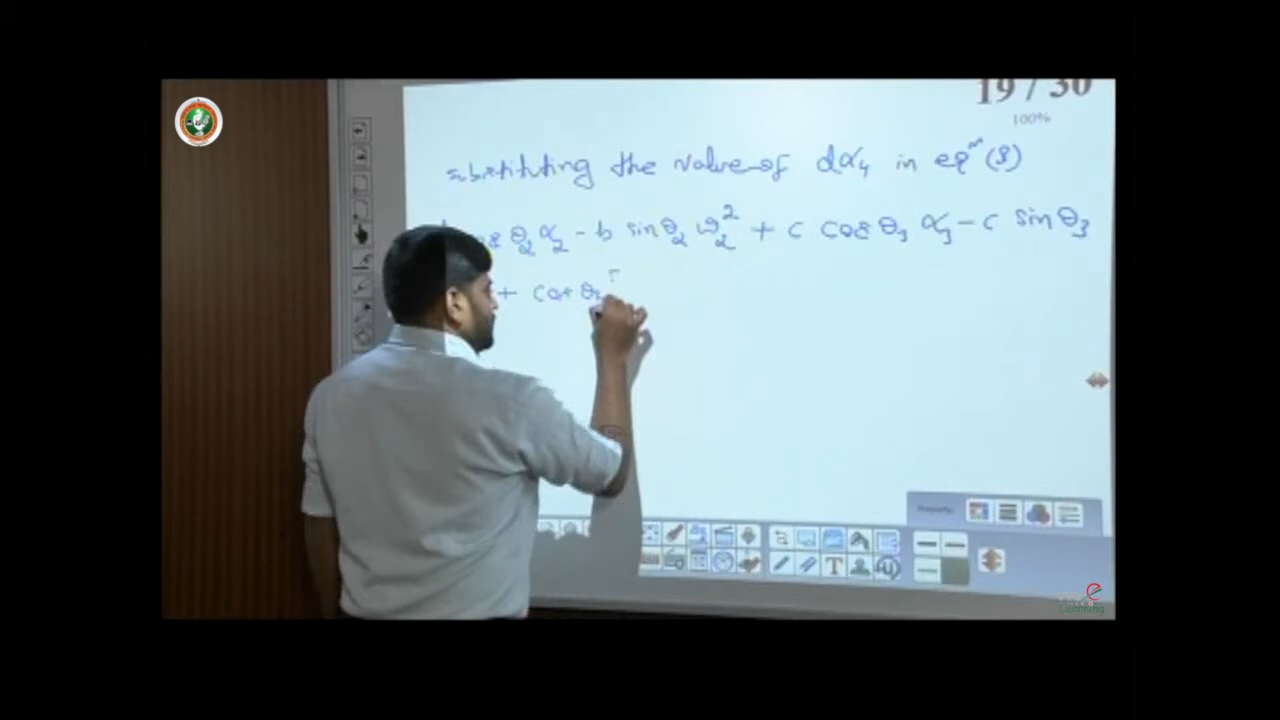 19 / 30
100%
substituting the value of dα₄ in eqⁿ (8)
θ₂ α₂ - b sin θ₂ ω₂² + c cos θ₃ α₃ - c sin θ₃
+ cos
Learning